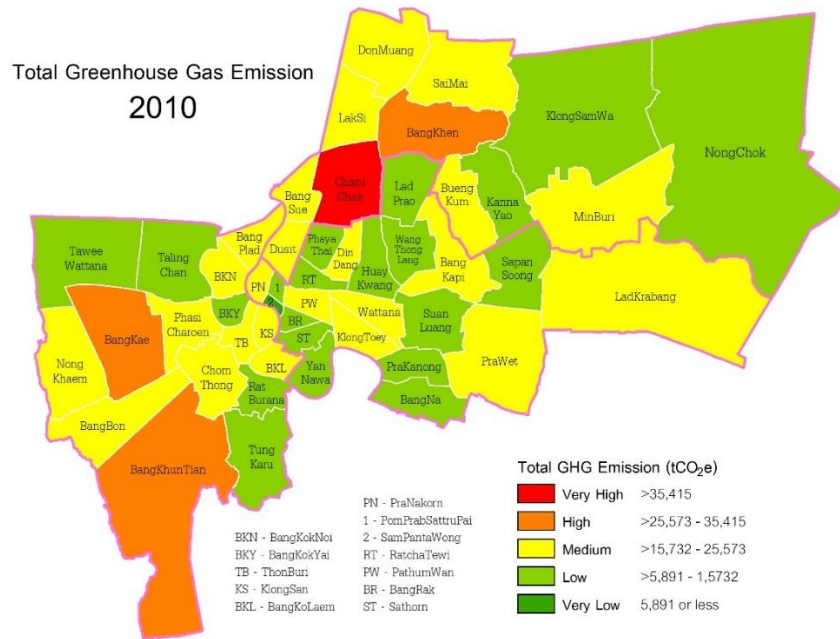 Total Greenhouse Gas Emission
2010
DonMuang
SaiMai
LakSi
BangKhen
KlongSamWa
NongChok
Chatu
Chak
Lad
Prao
Bueng
Kum
Kanna
Yao
MinBuri
Bang
Sue
Bang
Plad
Dusit
Phaya
Thai
Din
Dang
Wang
Thong
Lang
Huay
Kwang
Bang
Kapi
Sapan
Soong
LadKrabang
Tawee
Wattana
Taling
Chan
BKN
PN
1
2
RT
PW
Wattana
Suan
Luang
BKY
BR
ST
KlongToey
BangKae
Phasi
Charoen
KS
TB
Yan
Nawa
PraKanong
PraWet
Nong
Khaem
Chom
Thong
BKL
Rat
Burana
BangNa
BangBon
BangKhunTian
Tung
Karu
PN - PraNakorn
1 - PomPrabSattruPai
2 - SamPantaWong
RT - RatchaTewi
PW - PathumWan
BR - BangRak
ST - Sathorn
BKN - BangKokNoi
BKY - BangKokYai
TB - ThonBuri
KS - KlongSan
BKL - BangKoLaem
Total GHG Emission (tCO₂e)
Very High >35,415
High >25,573 - 35,415
Medium >15,732 - 25,573
Low >5,891 - 1,5732
Very Low 5,891 or less